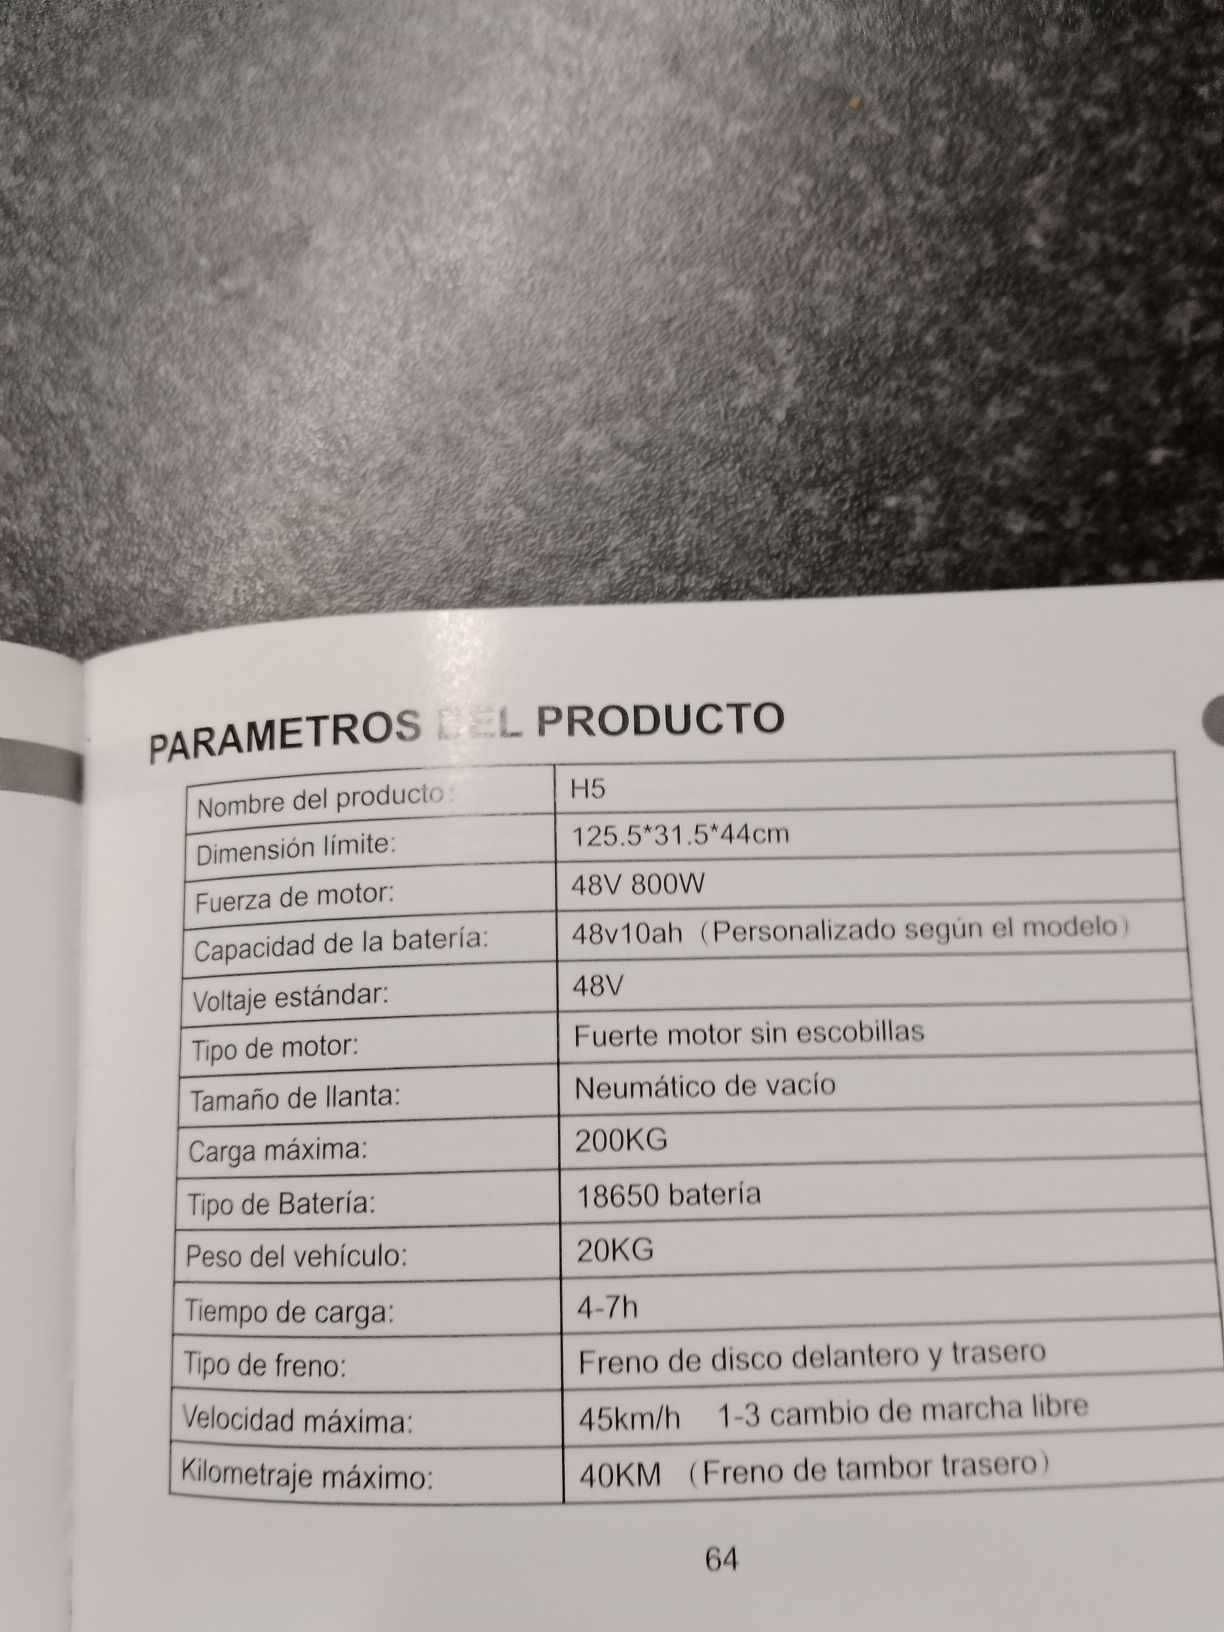 PARAMETROS DEL PRODUCTO
Nombre del producto: H5
Dimensión límite: 125.5*31.5*44cm
Fuerza de motor: 48V 800W
Capacidad de la batería: 48v10ah（Personalizado según el modelo）
Voltaje estándar: 48V
Tipo de motor: Fuerte motor sin escobillas
Tamaño de llanta: Neumático de vacío
Carga máxima: 200KG
Tipo de Batería: 18650 batería
Peso del vehículo: 20KG
Tiempo de carga: 4-7h
Tipo de freno: Freno de disco delantero y trasero
Velocidad máxima: 45km/h 1-3 cambio de marcha libre
Kilometraje máximo: 40KM （Freno de tambor trasero）
64